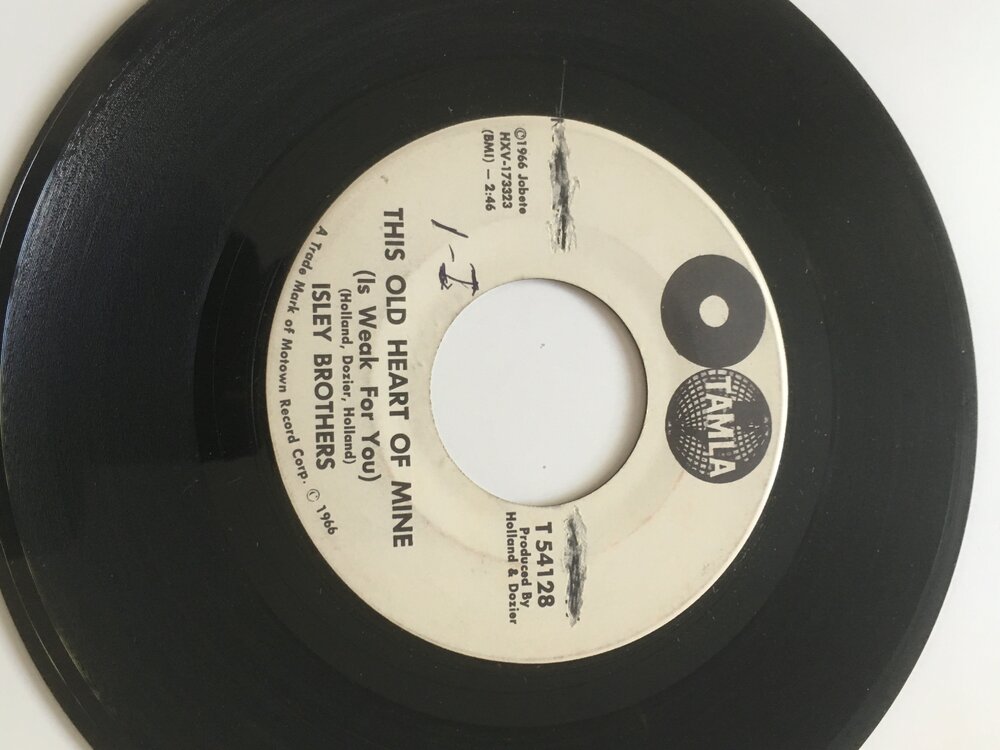 TAMLA
©1966 Jobete
HXV-173323
(BMI) — 2:46
T 54128
Produced By
Holland & Dozier
1-I
THIS OLD HEART OF MINE
(Is Weak For You)
(Holland, Dozier, Holland)
ISLEY BROTHERS
A Trade Mark of Motown Record Corp. © 1966